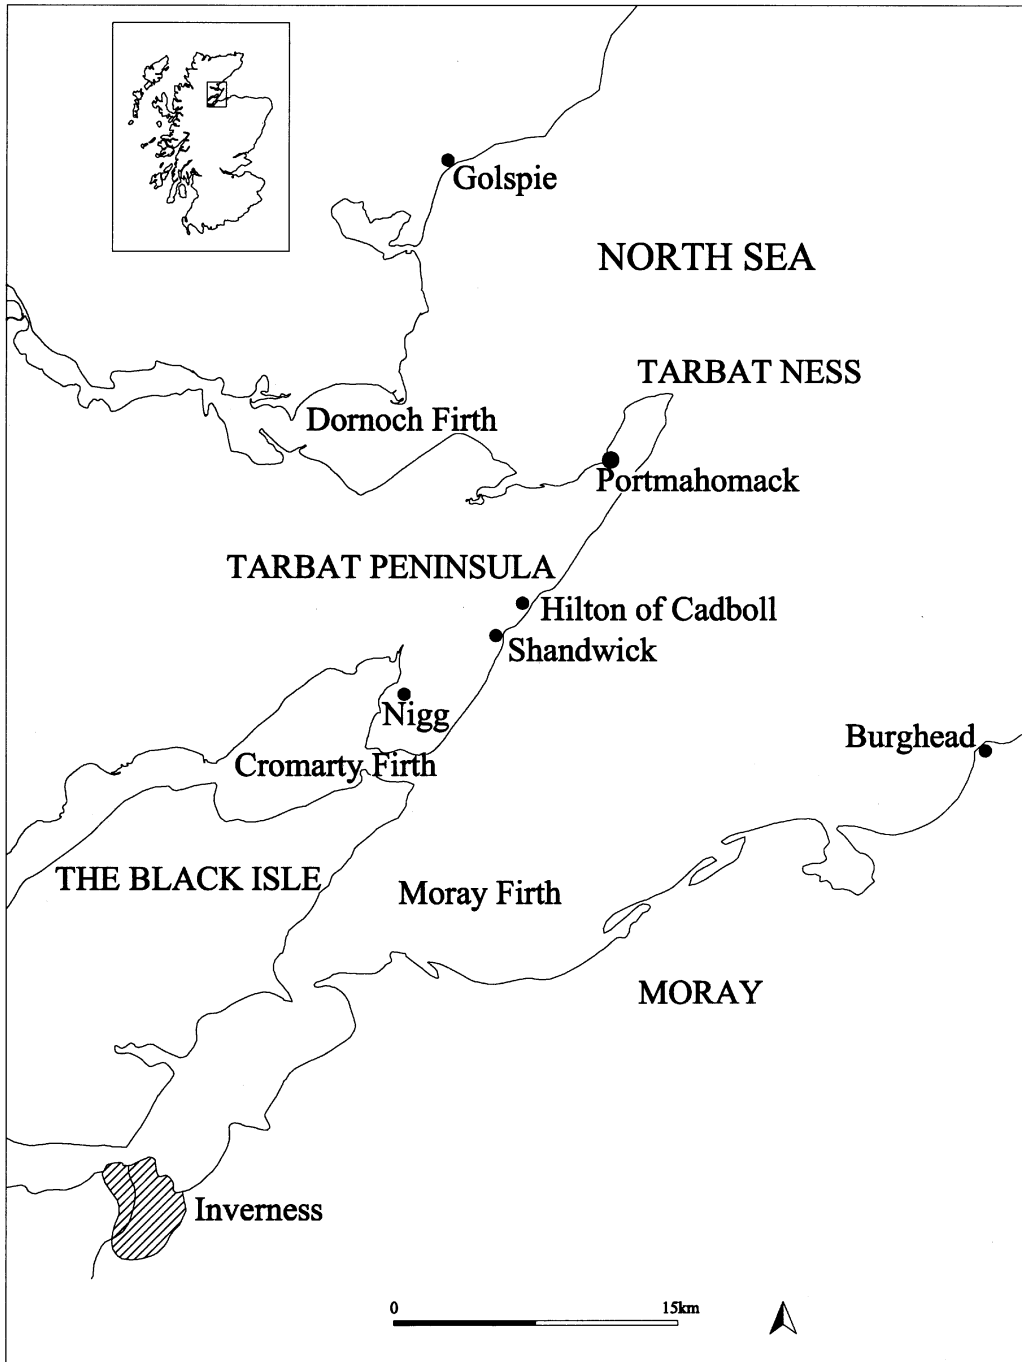 Golspie
NORTH SEA
TARBAT NESS
Dornoch Firth
Portmahomack
TARBAT PENINSULA
Hilton of Cadboll
Shandwick
Nigg
Burghead
Cromarty Firth
THE BLACK ISLE
Moray Firth
MORAY
Inverness
0 15km